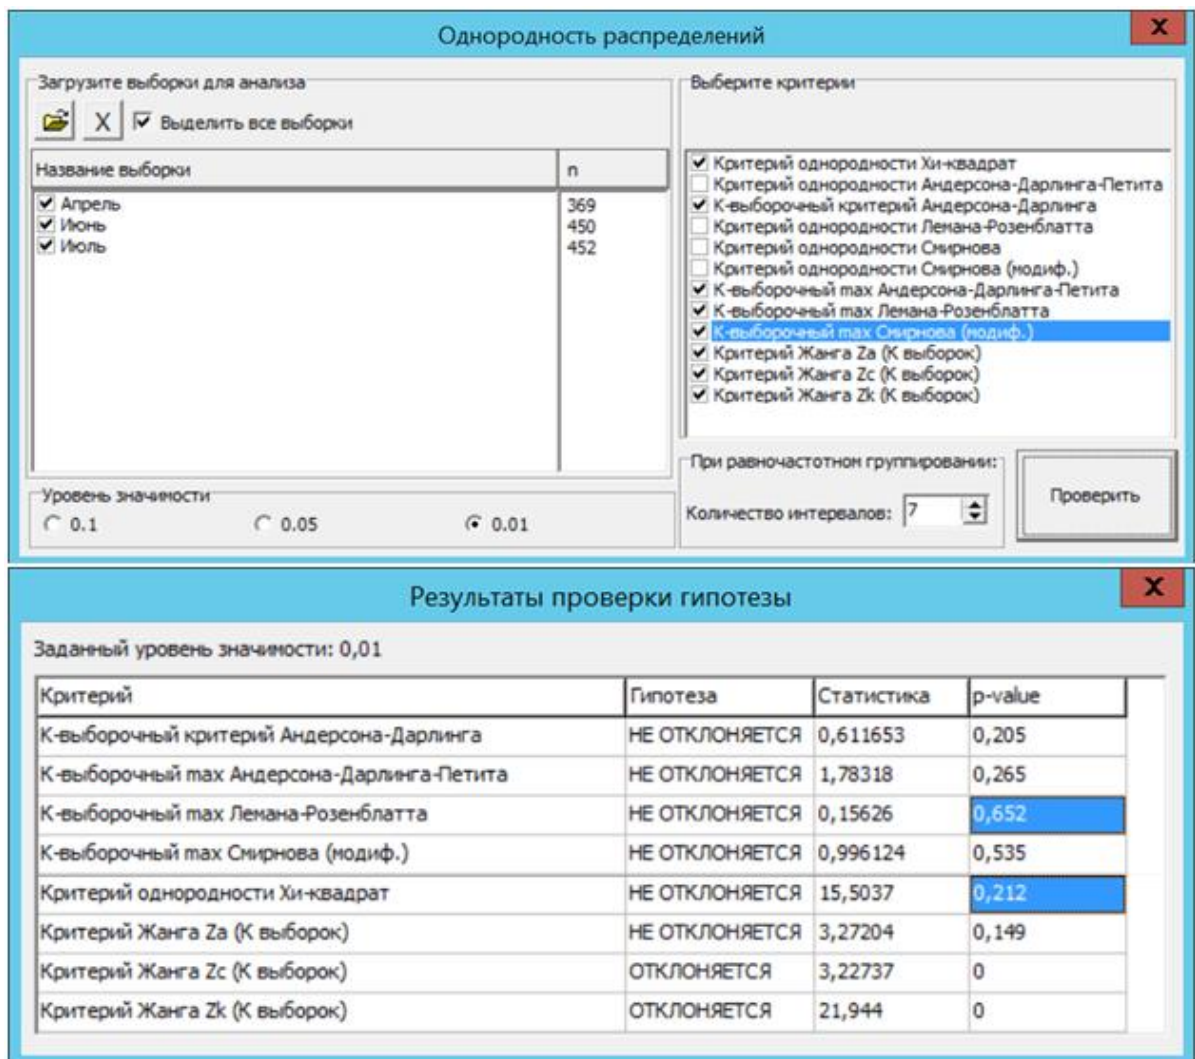 Однородность распределений
X
Загрузите выборки для анализа
X Выделить все выборки
Название выборки n
Апрель 369
Июнь 450
Июль 452
Уровень значимости
0.1 0.05 0.01
Выберите критерии
Критерий однородности Хи-квадрат
Критерий однородности Андерсона-Дарлинга-Петита
К-выборочный критерий Андерсона-Дарлинга
Критерий однородности Лемана-Розенблатта
Критерий однородности Смирнова
Критерий однородности Смирнова (модиф.)
К-выборочный max Андерсона-Дарлинга-Петита
К-выборочный max Лемана-Розенблатта
К-выборочный max Смирнова (модиф.)
Критерий Жанга Za (К выборок)
Критерий Жанга Zc (К выборок)
Критерий Жанга Zk (К выборок)
При равночастотном группировании:
Количество интервалов: 7
Проверить
Результаты проверки гипотезы
X
Заданный уровень значимости: 0,01
Критерий Гипотеза Статистика p-value
К-выборочный критерий Андерсона-Дарлинга НЕ ОТКЛОНЯЕТСЯ 0,611653 0,205
К-выборочный max Андерсона-Дарлинга-Петита НЕ ОТКЛОНЯЕТСЯ 1,78318 0,265
К-выборочный max Лемана-Розенблатта НЕ ОТКЛОНЯЕТСЯ 0,15626 0,652
К-выборочный max Смирнова (модиф.) НЕ ОТКЛОНЯЕТСЯ 0,996124 0,535
Критерий однородности Хи-квадрат НЕ ОТКЛОНЯЕТСЯ 15,5037 0,212
Критерий Жанга Za (К выборок) НЕ ОТКЛОНЯЕТСЯ 3,27204 0,149
Критерий Жанга Zc (К выборок) ОТКЛОНЯЕТСЯ 3,22737 0
Критерий Жанга Zk (К выборок) ОТКЛОНЯЕТСЯ 21,944 0